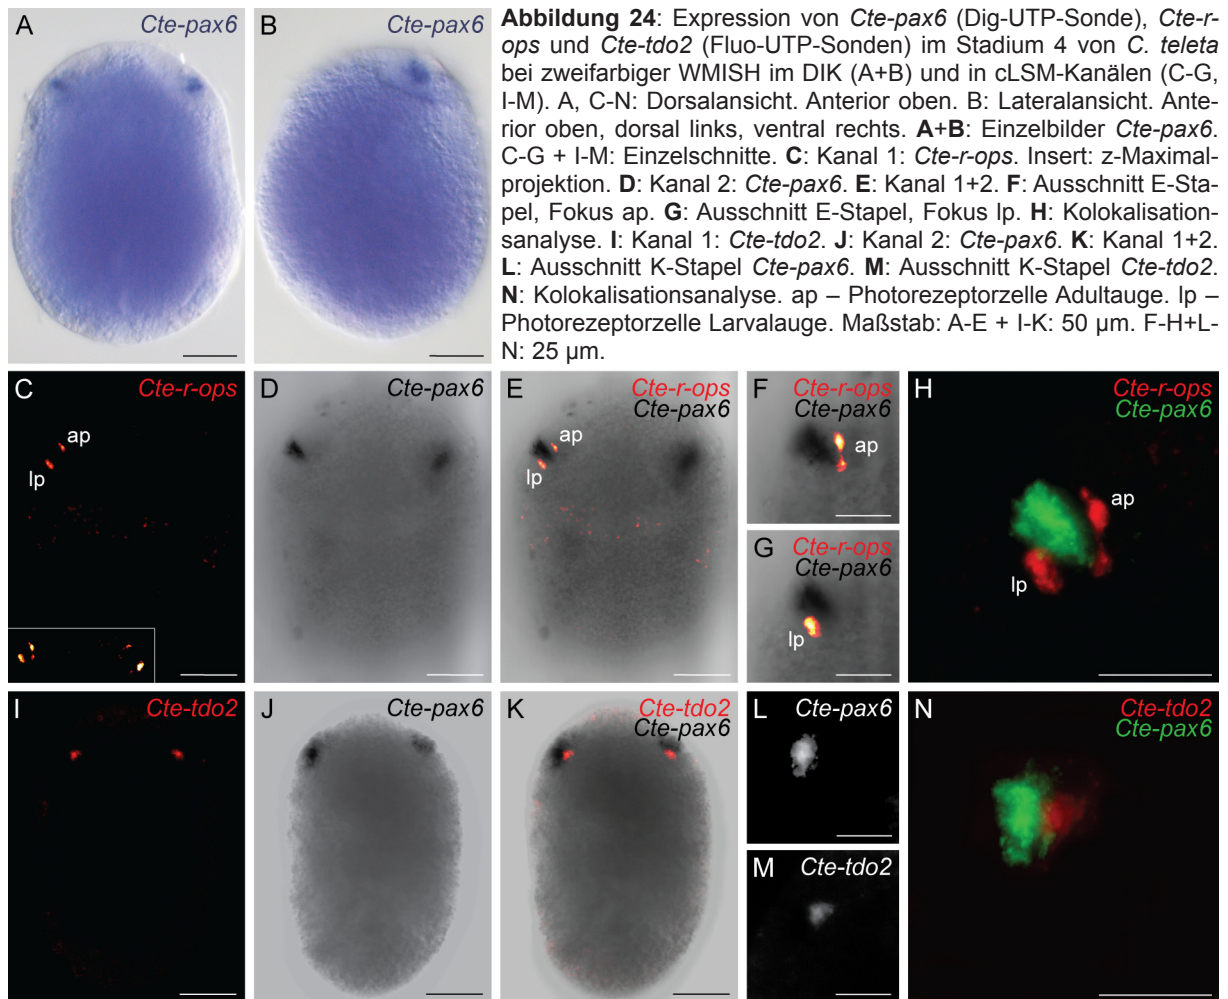 A
Cte-pax6
B
Cte-pax6
Abbildung 24: Expression von Cte-pax6 (Dig-UTP-Sonde), Cte-r-
ops und Cte-tdo2 (Fluo-UTP-Sonden) im Stadium 4 von C. teleta
bei zweifarbiger WMISH im DIK (A+B) und in cLSM-Kanälen (C-G,
I-M). A, C-N: Dorsalansicht. Anterior oben. B: Lateralansicht. Ante-
rior oben, dorsal links, ventral rechts. A+B: Einzelbilder Cte-pax6.
C-G + I-M: Einzelschnitte. C: Kanal 1: Cte-r-ops. Insert: z-Maximal-
projektion. D: Kanal 2: Cte-pax6. E: Kanal 1+2. F: Ausschnitt E-Sta-
pel, Fokus ap. G: Ausschnitt E-Stapel, Fokus lp. H: Kolokalisation-
sanalyse. I: Kanal 1: Cte-tdo2. J: Kanal 2: Cte-pax6. K: Kanal 1+2.
L: Ausschnitt K-Stapel Cte-pax6. M: Ausschnitt K-Stapel Cte-tdo2.
N: Kolokalisationsanalyse. ap – Photorezeptorzelle Adultauge. lp –
Photorezeptorzelle Larvalauge. Maßstab: A-E + I-K: 50 µm. F-H+L-
N: 25 µm.
C
Cte-r-ops
ap
lp
D
Cte-pax6
E
Cte-r-ops
Cte-pax6
ap
lp
F
Cte-r-ops
Cte-pax6
ap
G
Cte-r-ops
Cte-pax6
lp
H
Cte-r-ops
Cte-pax6
ap
lp
I
Cte-tdo2
J
Cte-pax6
K
Cte-tdo2
Cte-pax6
L
Cte-pax6
M
Cte-tdo2
N
Cte-tdo2
Cte-pax6